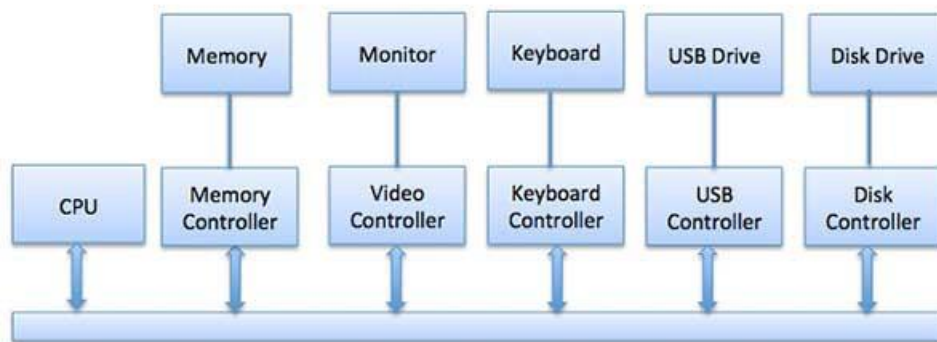 Memory
Monitor
Keyboard
USB Drive
Disk Drive
CPU
Memory
Controller
Video
Controller
Keyboard
Controller
USB
Controller
Disk
Controller